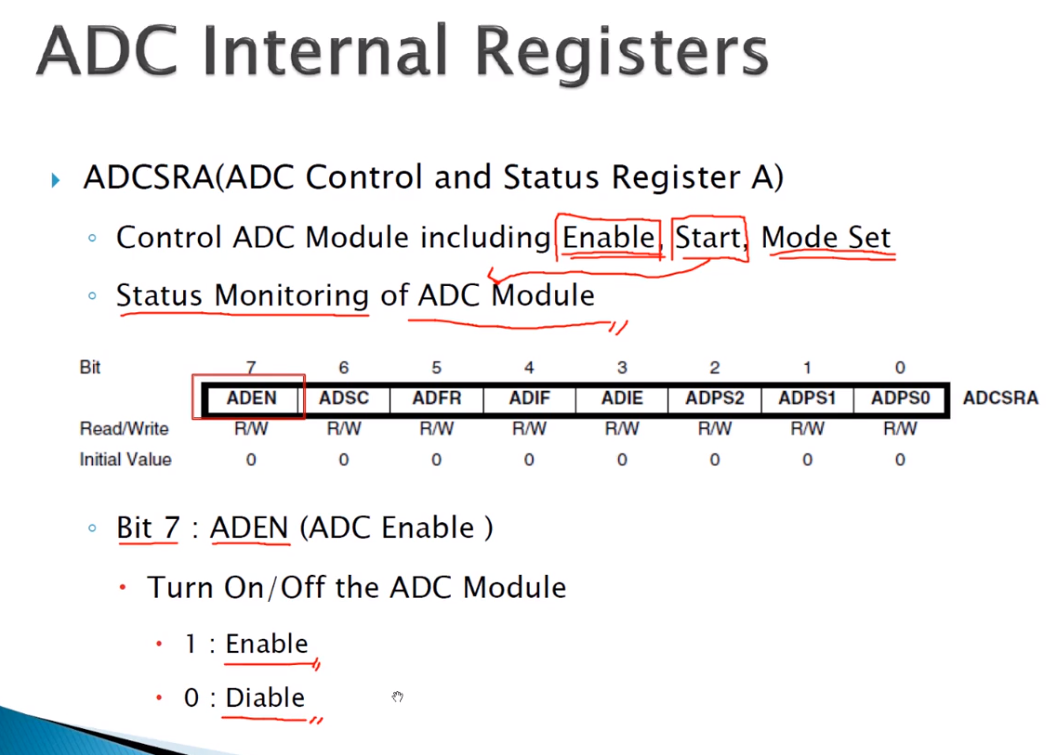 ADC Internal Registers
ADCSRA(ADC Control and Status Register A)
Control ADC Module including Enable, Start, Mode Set
Status Monitoring of ADC Module
Bit 7 6 5 4 3 2 1 0
ADEN ADSC ADFR ADIF ADIE ADPS2 ADPS1 ADPS0 ADCSRA
Read/Write R/W R/W R/W R/W R/W R/W R/W R/W
Initial Value 0 0 0 0 0 0 0 0
Bit 7 : ADEN (ADC Enable )
Turn On/Off the ADC Module
1 : Enable
0 : Diable